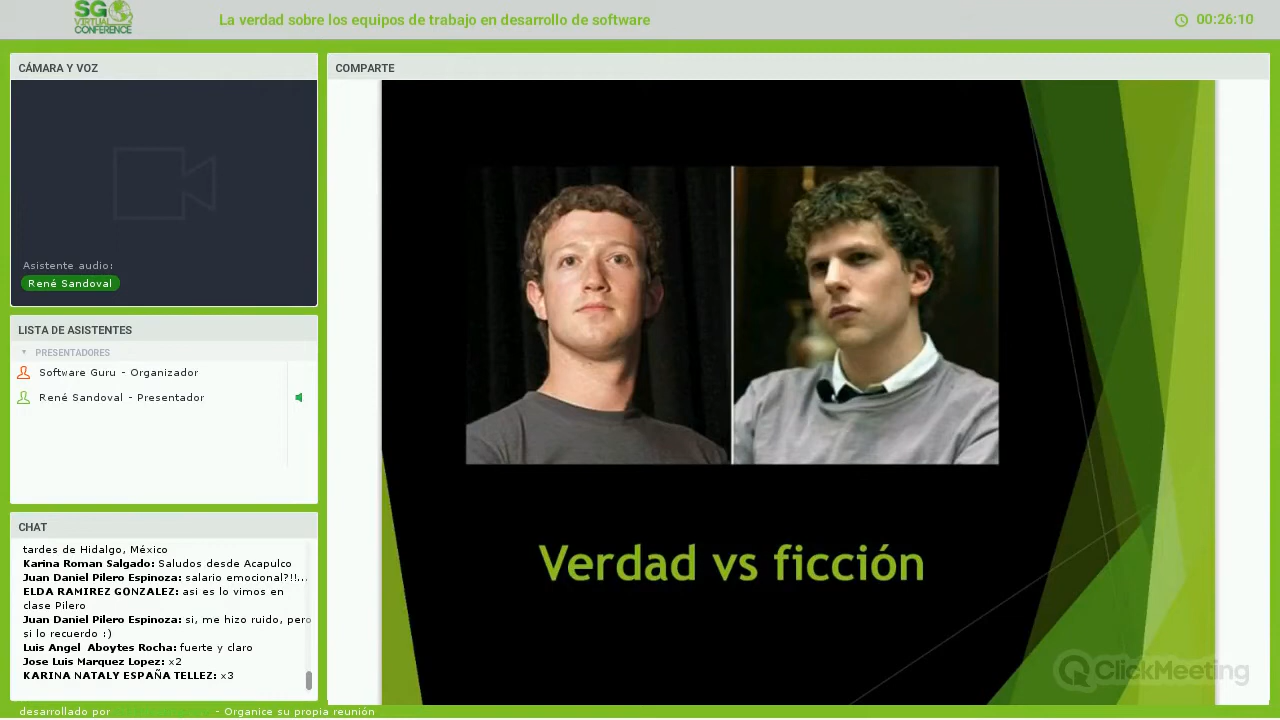 SG
VIRTUAL
CONFERENCE
La verdad sobre los equipos de trabajo en desarrollo de software
00:26:10
CÁMARA Y VOZ
Asistente audio:
René Sandoval
LISTA DE ASISTENTES
PRESENTADORES
Software Guru - Organizador
René Sandoval - Presentador
CHAT
tardes de Hidalgo, México
Karina Roman Salgado: Saludos desde Acapulco
Juan Daniel Pilero Espinoza: salario emocional?!!...
ELDA RAMIREZ GONZALEZ: asi es lo vimos en
clase Pilero
Juan Daniel Pilero Espinoza: si, me hizo ruido, pero
si lo recuerdo :)
Luis Angel Aboytes Rocha: fuerte y claro
Jose Luis Marquez Lopez: x2
KARINA NATALY ESPAÑA TELLEZ: x3
COMPARTE
Verdad vs ficción
ClickMeeting
desarrollado por
- Organice su propia reunión